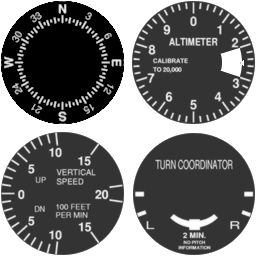 N
33 3
30 6
W E
24 12
21 15
S
9 0 1
8 ALTIMETER 2
CALIBRATE
TO 20,000
7 3
6 5 4
10 15
5 VERTICAL
UP SPEED
0 20
DN 100 FEET
PER MIN
5
10 15
TURN COORDINATOR
L R
2 MIN.
NO PITCH
INFORMATION